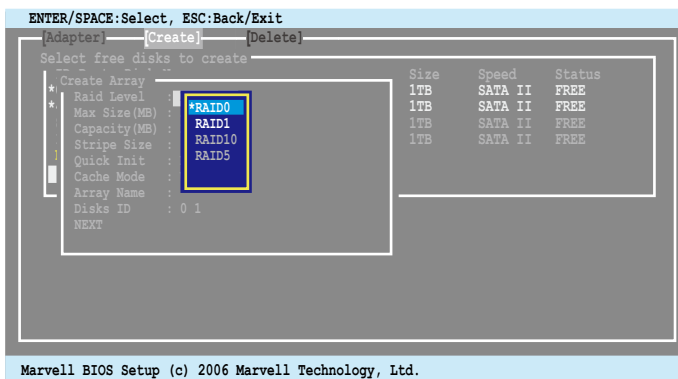 ENTER/SPACE:Select, ESC:Back/Exit
[Adapter] [Create] [Delete]
Select free disks to create
Size Speed Status
* 1TB SATA II FREE
* 1TB SATA II FREE
1TB SATA II FREE
1TB SATA II FREE
Create Array
Raid Level :
Max Size(MB) :
Capacity(MB) :
Stripe Size :
Quick Init :
Cache Mode :
Array Name :
Disks ID : 0 1
NEXT
*RAID0
RAID1
RAID10
RAID5
Marvell BIOS Setup (c) 2006 Marvell Technology, Ltd.